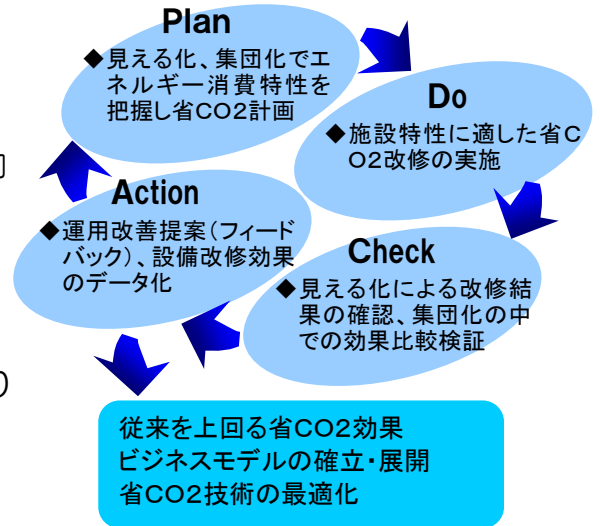 Plan
◆見える化、集団化でエ
ネルギー消費特性を
把握し省CO2計画
Do
◆施設特性に適した省C
O2改修の実施
Action
◆運用改善提案(フィード
バック)、設備改修効果
のデータ化
Check
◆見える化による改修結
果の確認、集団化の中
での効果比較検証
従来を上回る省CO2効果
ビジネスモデルの確立・展開
省CO2技術の最適化